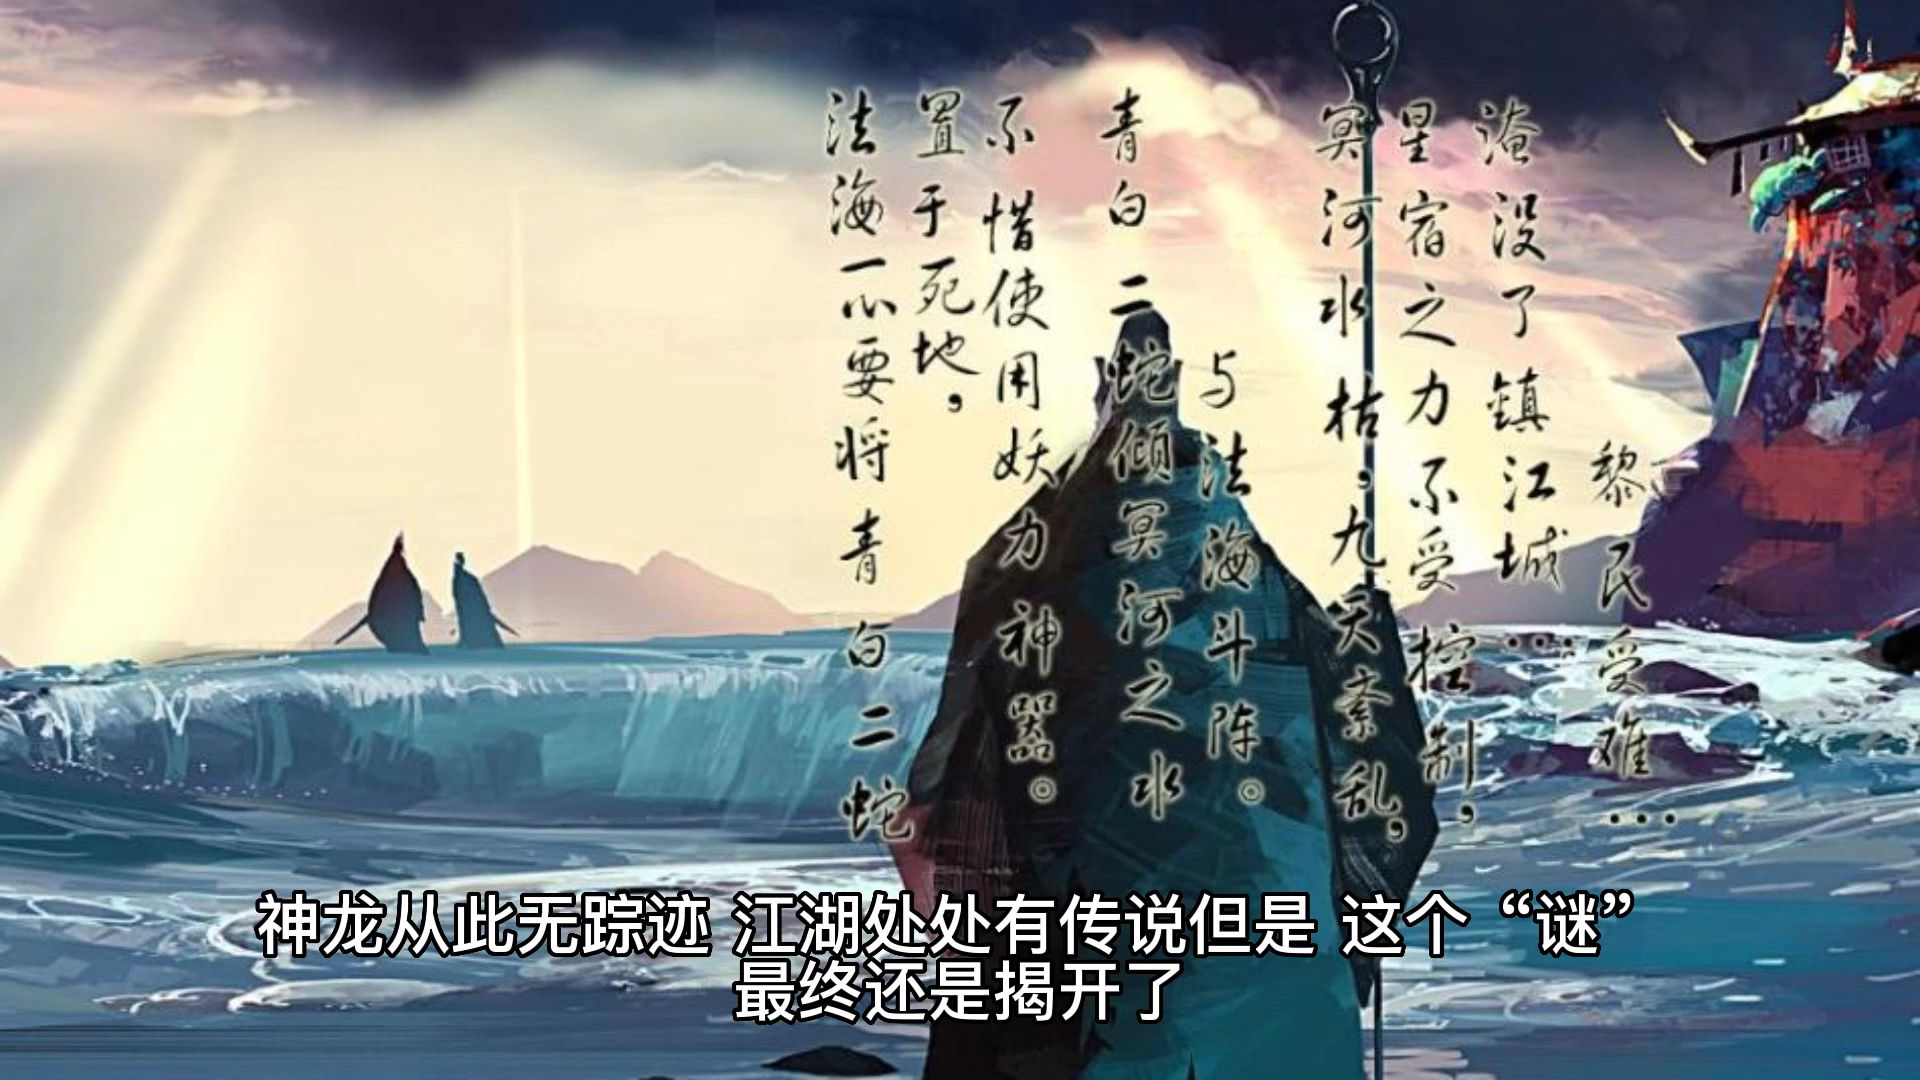 法海一心要将青白二蛇
置于死地，
不惜使用妖力神器。
青白二蛇倾冥河之水
与法海斗阵。
冥河水枯，九天紊乱，
星宿之力不受控制，
淹没了镇江城…
黎民受难…
神龙从此无踪迹 江湖处处有传说但是 这个“谜”
最终还是揭开了